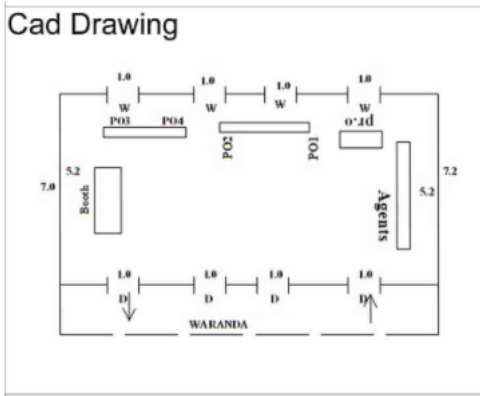 Cad Drawing
1.0 1.0 1.0 1.0
W W W W
PO3 PO4
PO2 PO1
pr.o
7.0 5.2
Booth
Agents
5.2 7.2
1.0 1.0 1.0 1.0
D D D D
WARANDA